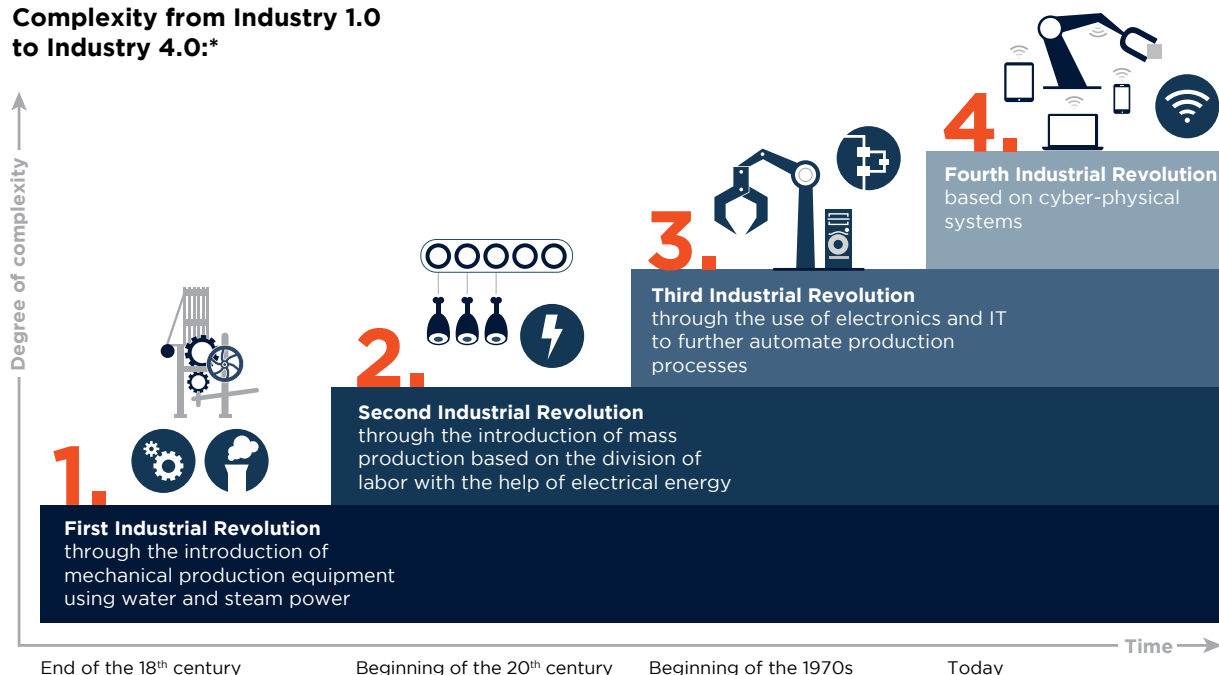 Complexity from Industry 1.0
to Industry 4.0:*
Degree of complexity
4.
Fourth Industrial Revolution
based on cyber-physical
systems
3.
Third Industrial Revolution
through the use of electronics and IT
to further automate production
processes
2.
Second Industrial Revolution
through the introduction of mass
production based on the division of
labor with the help of electrical energy
1.
First Industrial Revolution
through the introduction of
mechanical production equipment
using water and steam power
Time
End of the 18th century
Beginning of the 20th century
Beginning of the 1970s
Today